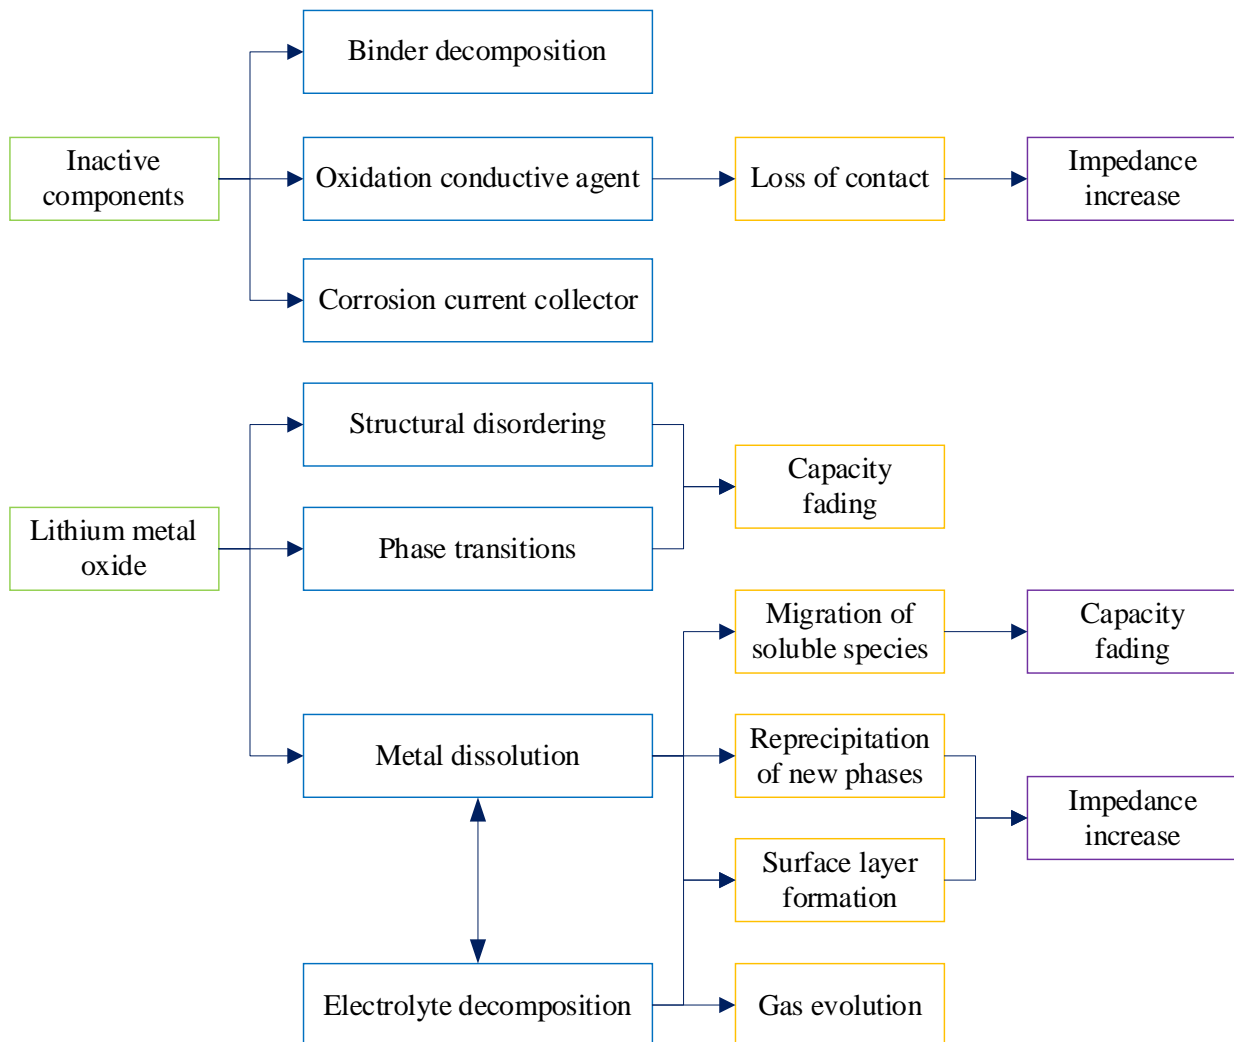 Binder decomposition
Inactive
components
Oxidation conductive agent
Loss of contact
Impedance
increase
Corrosion current collector
Structural disordering
Capacity
fading
Lithium metal
oxide
Phase transitions
Migration of
soluble species
Capacity
fading
Metal dissolution
Reprecipitation
of new phases
Impedance
increase
Surface layer
formation
Electrolyte decomposition
Gas evolution